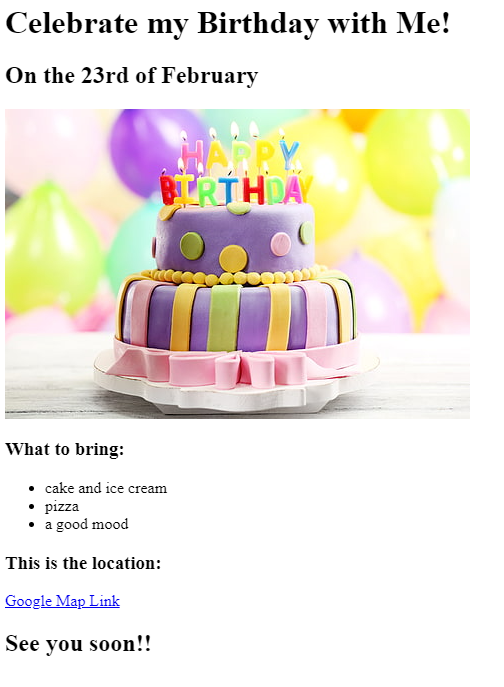 Celebrate my Birthday with Me!
On the 23rd of February
HAPPY
BIRTHDAY
What to bring:
cake and ice cream
pizza
a good mood
This is the location:
Google Map Link
See you soon!!